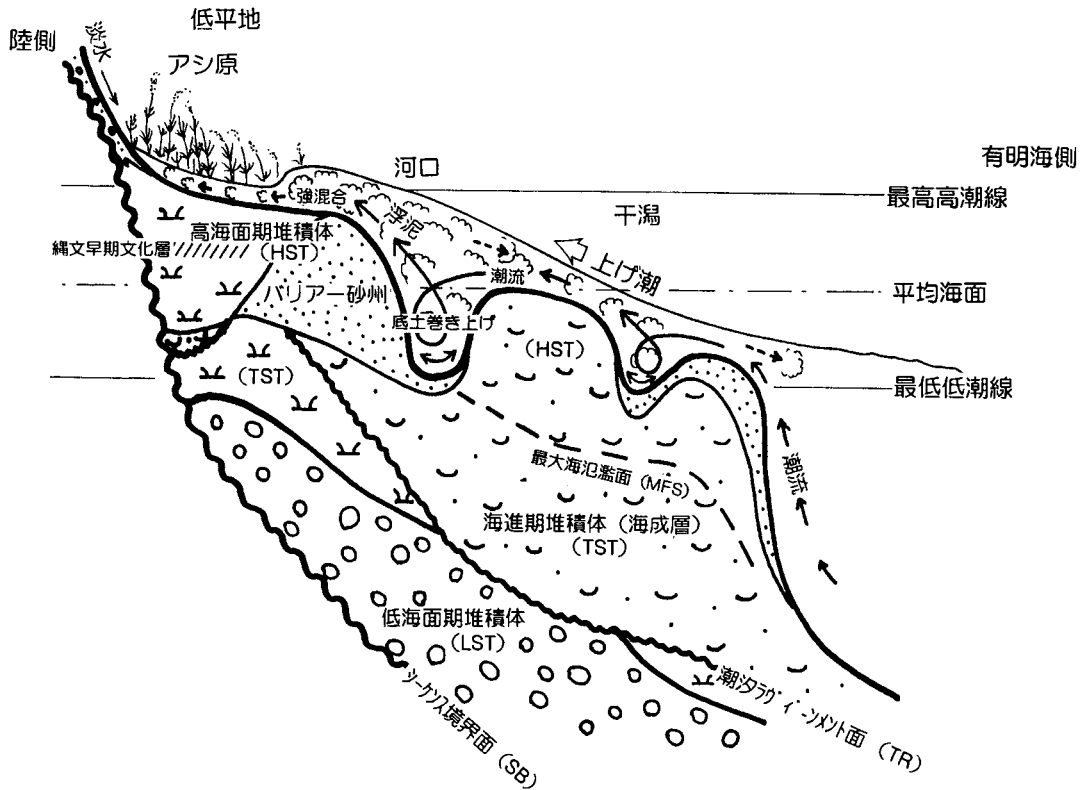 低平地
陸側
淡水
アシ原
河口
有明海側
最高高潮線
強混合
浮泥
干潟
高海面期堆積体
(HST)
縄文早期文化層
上げ潮
潮流
平均海面
バリアー砂州
底土巻き上げ
(HST)
(TST)
最低低潮線
最大海氾濫面 (MFS)
潮流
海進期堆積体 (海成層)
(TST)
低海面期堆積体
(LST)
シーケンス境界面 (SB)
潮汐ラヴィーンメント面 (TR)